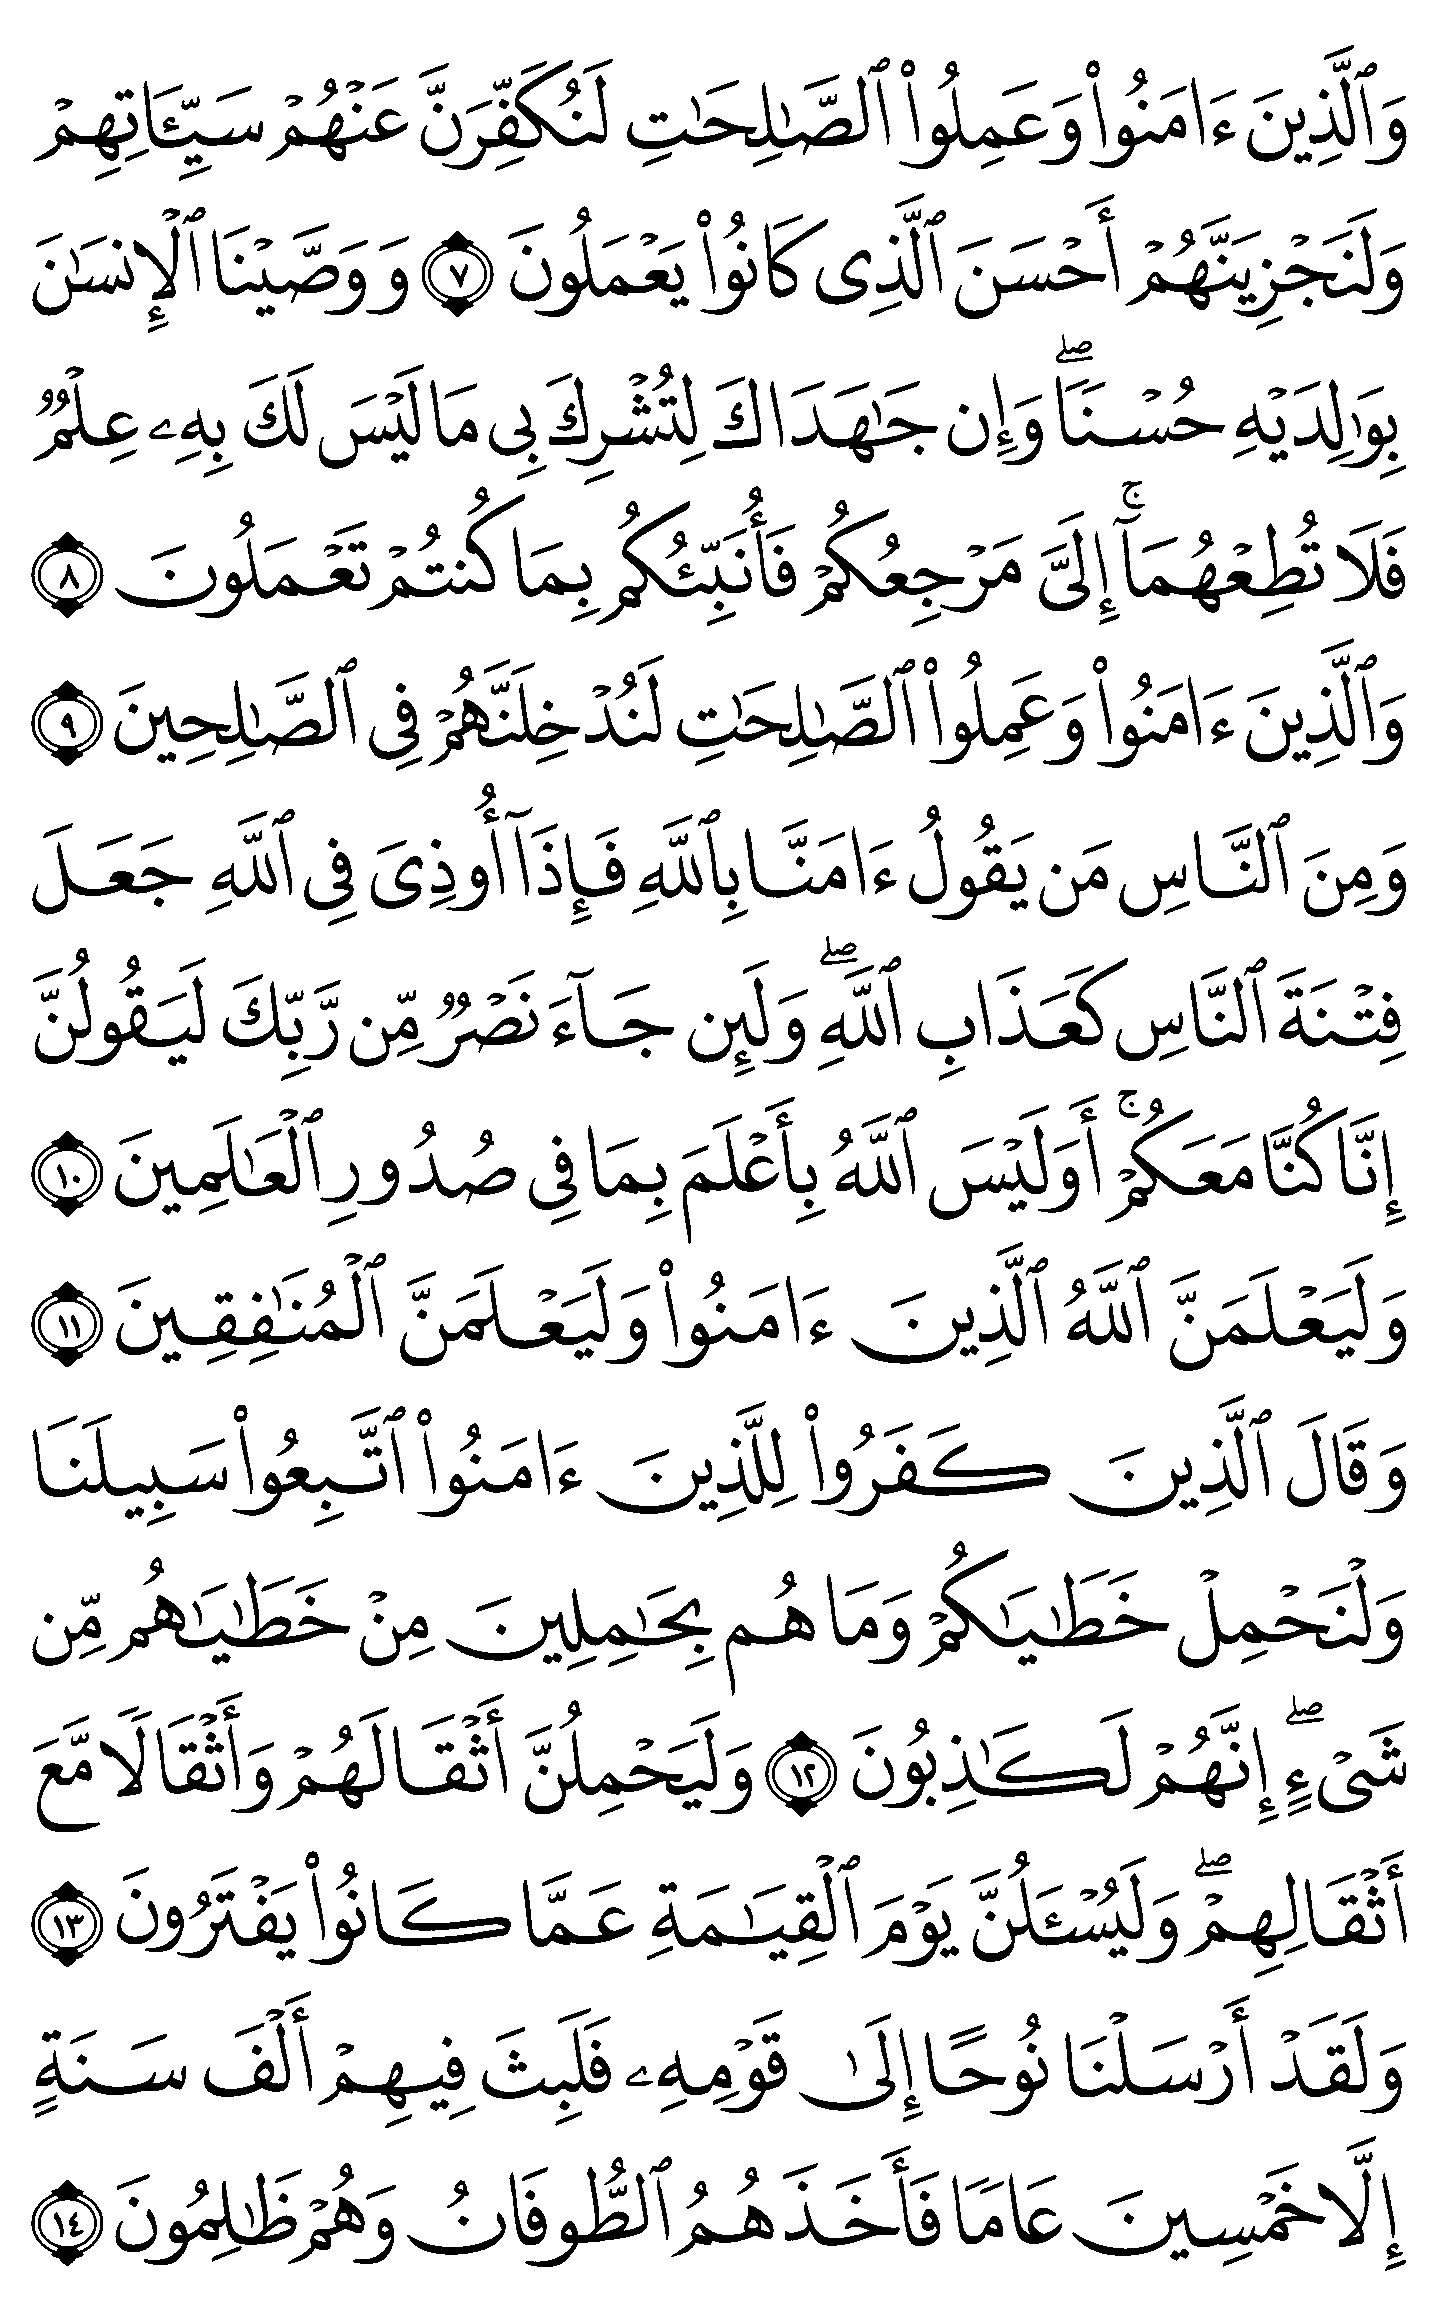 وَٱلَّذِينَ ءَامَنُوا۟ وَعَمِلُوا۟ ٱلصَّٰلِحَٰتِ لَنُكَفِّرَنَّ عَنْهُمْ سَيِّـَٔاتِهِمْ
وَلَنَجْزِيَنَّهُمْ أَحْسَنَ ٱلَّذِى كَانُوا۟ يَعْمَلُونَ ٧ وَوَصَّيْنَا ٱلْإِنسَٰنَ
بِوَٰلِدَيْهِ حُسْنًا ۖ وَإِن جَٰهَدَاكَ لِتُشْرِكَ بِى مَا لَيْسَ لَكَ بِهِۦ عِلْمٌ
فَلَا تُطِعْهُمَآ ۚ إِلَىَّ مَرْجِعُكُمْ فَأُنَبِّئُكُم بِمَا كُنتُمْ تَعْمَلُونَ ٨
وَٱلَّذِينَ ءَامَنُوا۟ وَعَمِلُوا۟ ٱلصَّٰلِحَٰتِ لَنُدْخِلَنَّهُمْ فِى ٱلصَّٰلِحِينَ ٩
وَمِنَ ٱلنَّاسِ مَن يَقُولُ ءَامَنَّا بِٱللَّهِ فَإِذَآ أُوذِىَ فِى ٱللَّهِ جَعَلَ
فِتْنَةَ ٱلنَّاسِ كَعَذَابِ ٱللَّهِ ۖ وَلَئِن جَآءَ نَصْرٌ مِّن رَّبِّكَ لَيَقُولُنَّ
إِنَّا كُنَّا مَعَكُمْ ۚ أَوَلَيْسَ ٱللَّهُ بِأَعْلَمَ بِمَا فِى صُدُورِ ٱلْعَٰلَمِينَ ١٠
وَلَيَعْلَمَنَّ ٱللَّهُ ٱلَّذِينَ ءَامَنُوا۟ وَلَيَعْلَمَنَّ ٱلْمُنَٰفِقِينَ ١١
وَقَالَ ٱلَّذِينَ كَفَرُوا۟ لِلَّذِينَ ءَامَنُوا۟ ٱتَّبِعُوا۟ سَبِيلَنَا
وَلْنَحْمِلْ خَطَٰيَٰكُمْ وَمَا هُم بِحَٰمِلِينَ مِنْ خَطَٰيَٰهُم مِّن
شَىْءٍ ۖ إِنَّهُمْ لَكَٰذِبُونَ ١٢ وَلَيَحْمِلُنَّ أَثْقَالَهُمْ وَأَثْقَالًا مَّعَ
أَثْقَالِهِمْ ۖ وَلَيُسْـَٔلُنَّ يَوْمَ ٱلْقِيَٰمَةِ عَمَّا كَانُوا۟ يَفْتَرُونَ ١٣
وَلَقَدْ أَرْسَلْنَا نُوحًا إِلَىٰ قَوْمِهِۦ فَلَبِثَ فِيهِمْ أَلْفَ سَنَةٍ
إِلَّا خَمْسِينَ عَامًا فَأَخَذَهُمُ ٱلطُّوفَانُ وَهُمْ ظَٰلِمُونَ ١٤